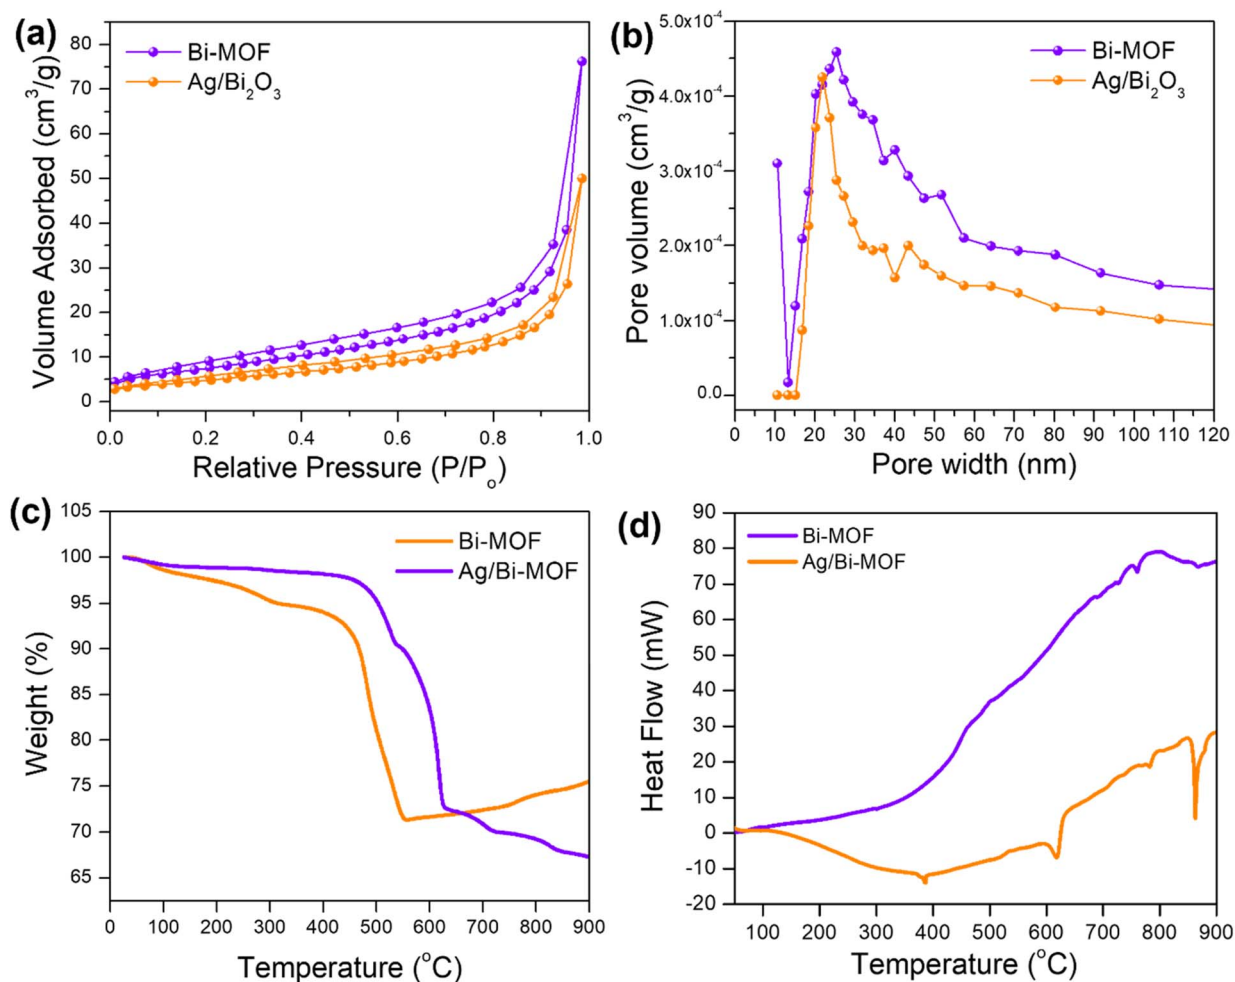 (a)
Bi-MOF
Ag/Bi₂O₃
Volume Adsorbed (cm³/g)
80
70
60
50
40
30
20
10
0
0.0 0.2 0.4 0.6 0.8 1.0
Relative Pressure (P/Pₒ)
(b)
Bi-MOF
Ag/Bi₂O₃
Pore volume (cm³/g)
5.0x10⁻⁴
4.0x10⁻⁴
3.0x10⁻⁴
2.0x10⁻⁴
1.0x10⁻⁴
0.0
0 10 20 30 40 50 60 70 80 90 100 110 120
Pore width (nm)
(c)
Bi-MOF
Ag/Bi-MOF
Weight (%)
105
100
95
90
85
80
75
70
65
0 100 200 300 400 500 600 700 800 900
Temperature (°C)
(d)
Bi-MOF
Ag/Bi-MOF
Heat Flow (mW)
90
80
70
60
50
40
30
20
10
0
-10
-20
100 200 300 400 500 600 700 800 900
Temperature (°C)